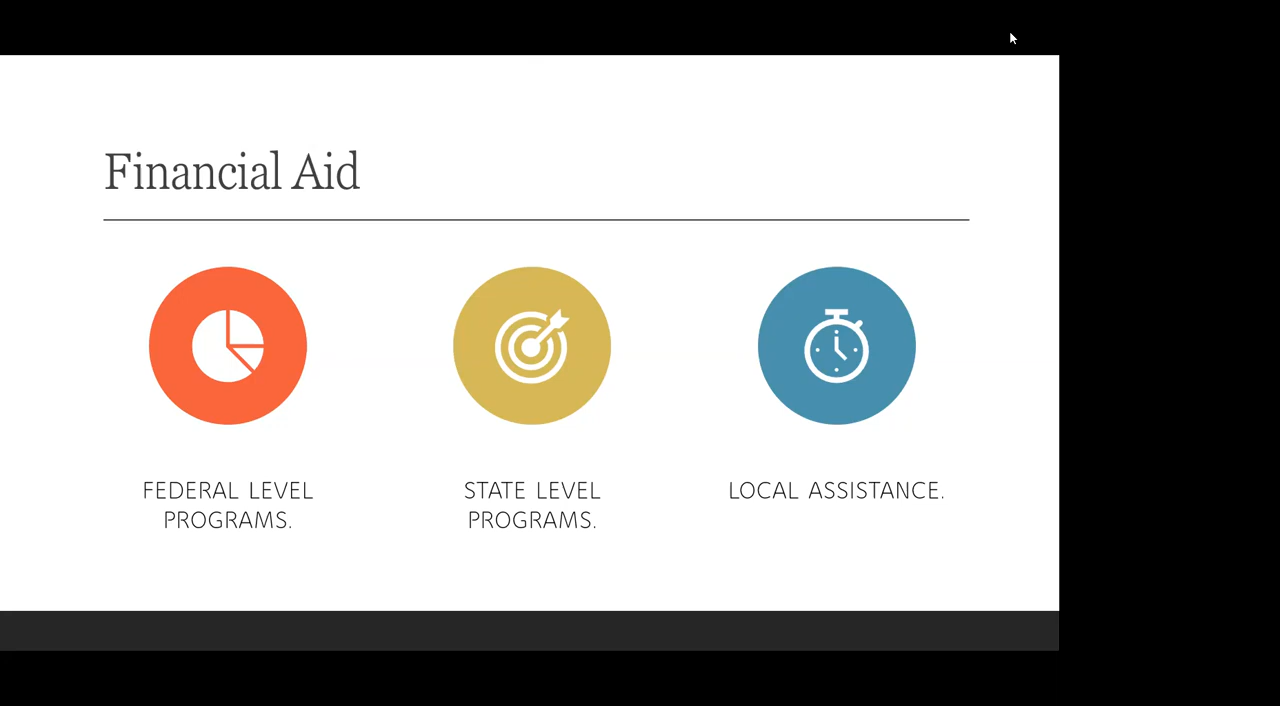 Financial Aid
FEDERAL LEVEL
PROGRAMS.
STATE LEVEL
PROGRAMS.
LOCAL ASSISTANCE.